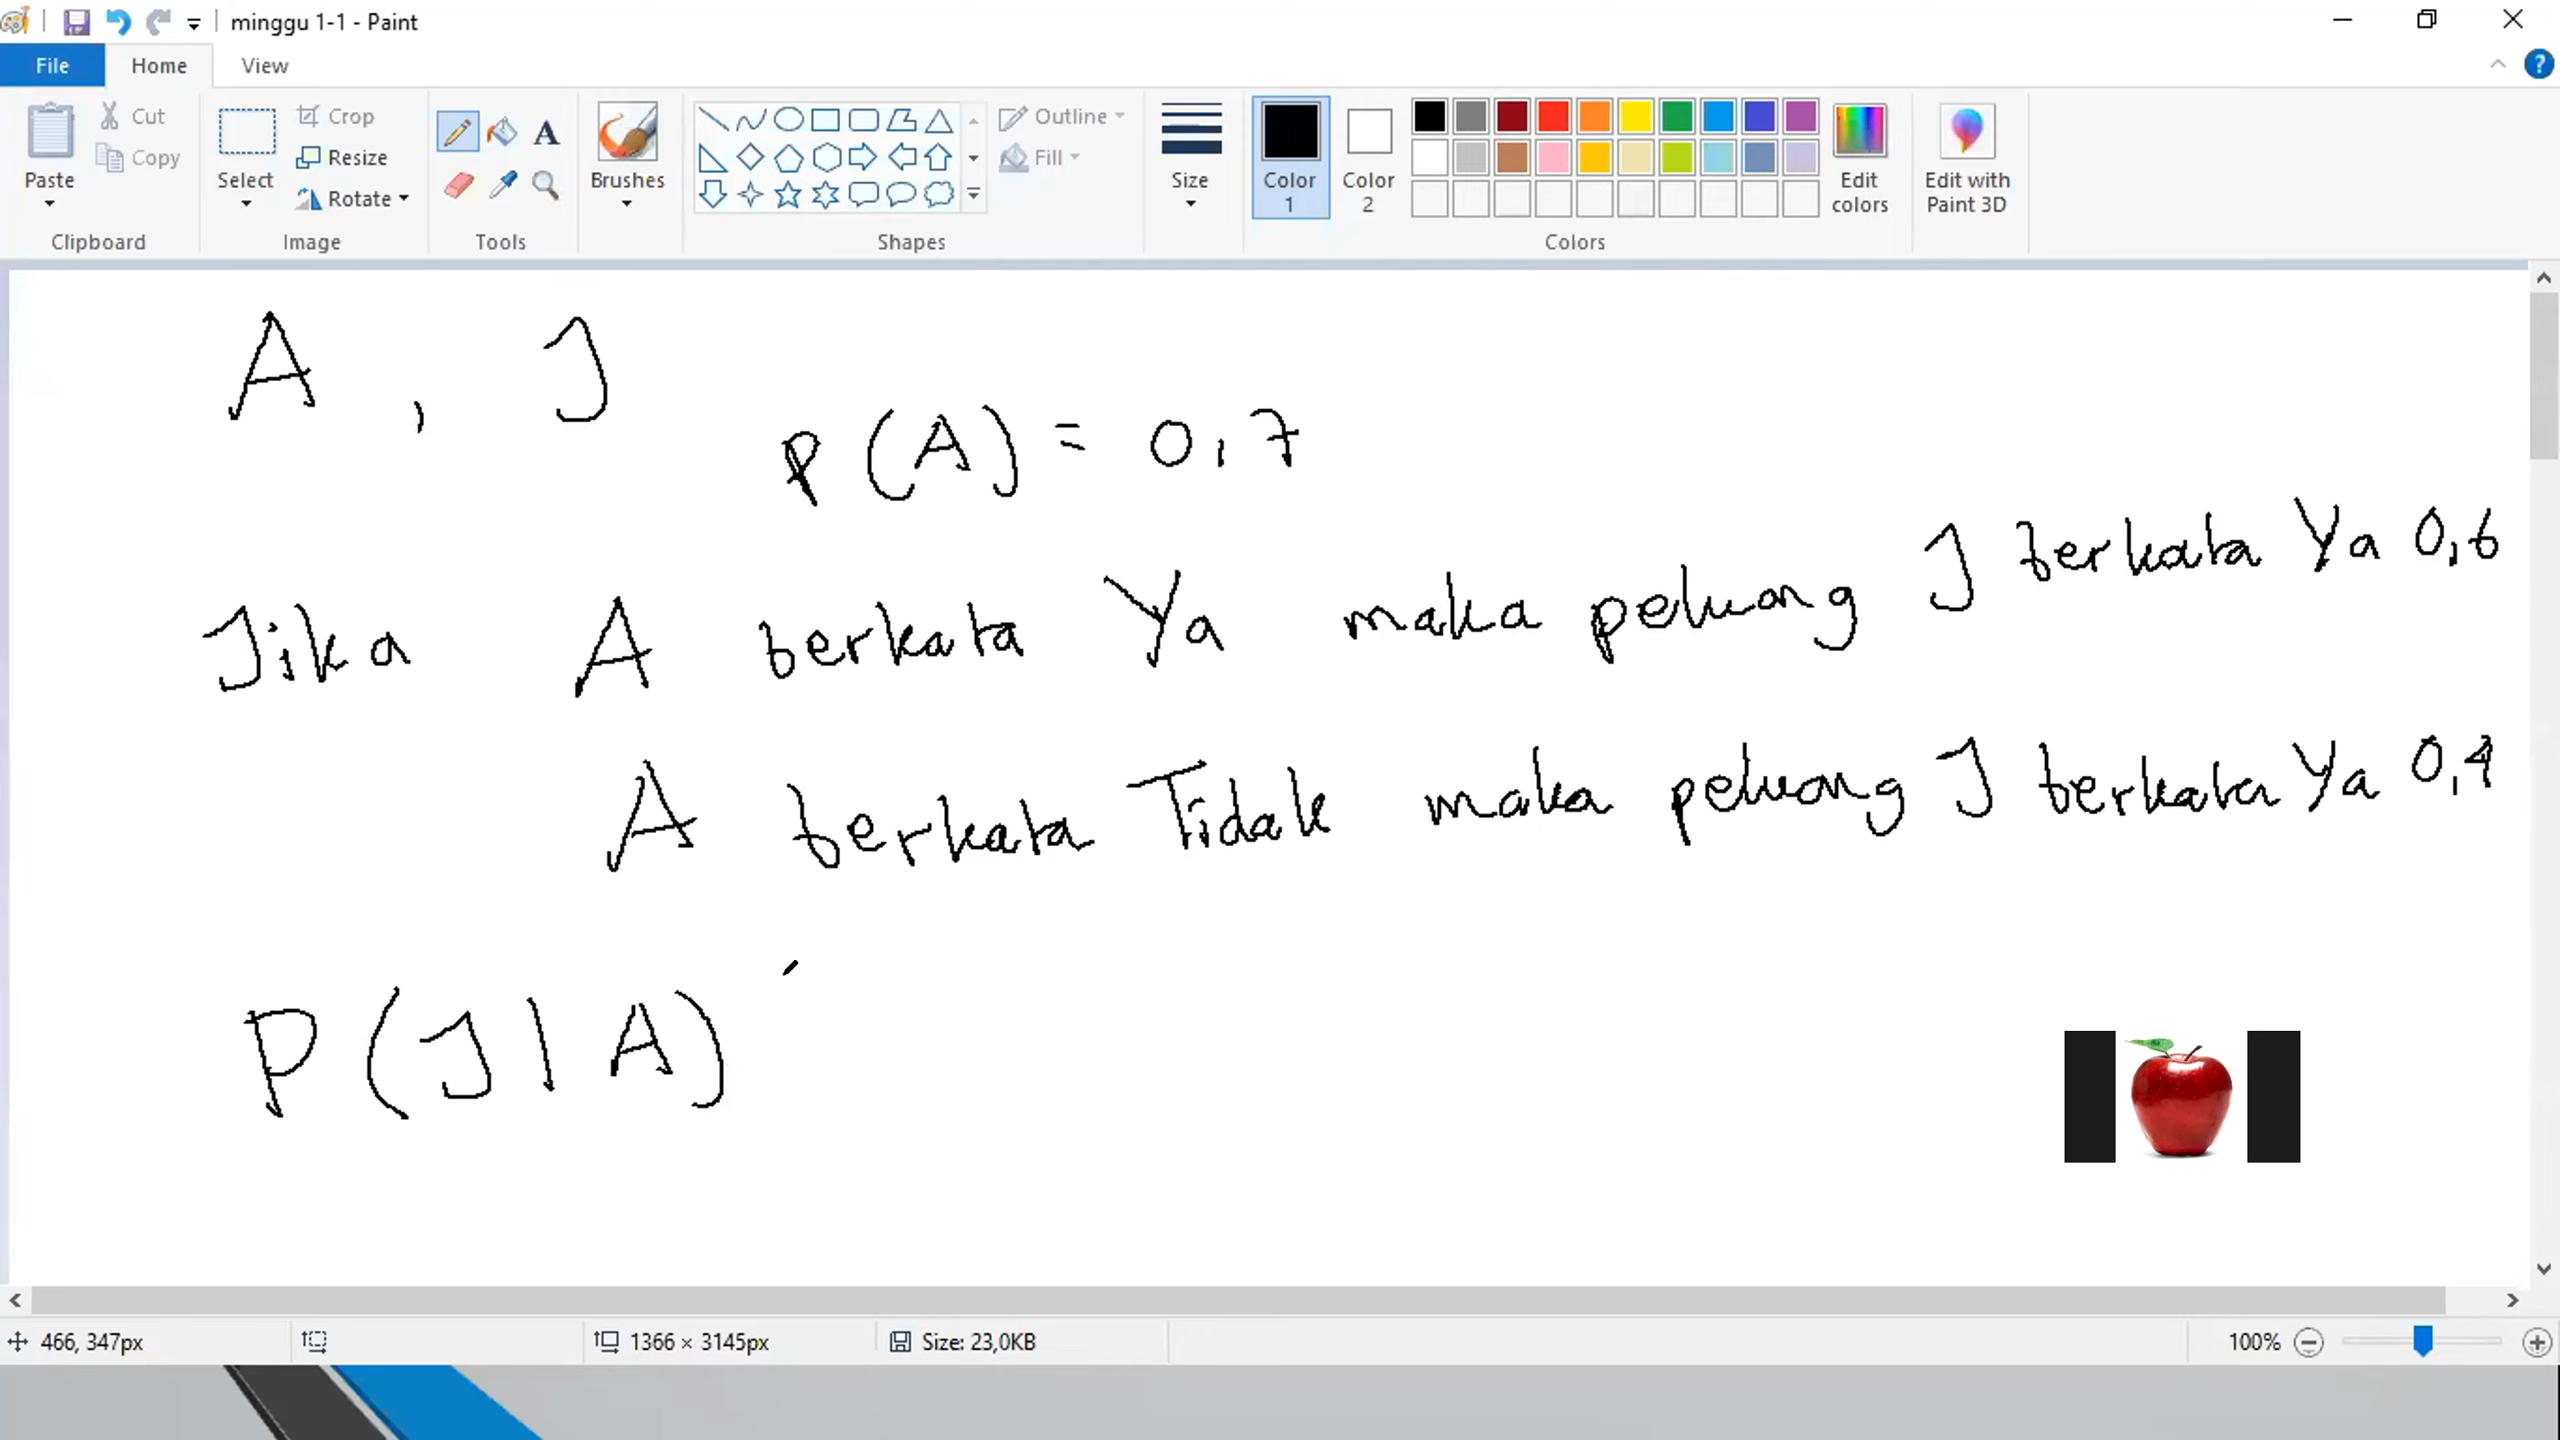 minggu 1-1 - Paint
File Home View
Paste Cut Copy Clipboard
Select Crop Resize Rotate Image
A Tools
Brushes
Outline Fill Shapes
Size
Color 1 Color 2 Edit colors Colors
Edit with Paint 3D
A , J
P (A) = 0,7
Jika A berkata Ya maka peluang J berkata Ya 0,6
A berkata Tidak maka peluang J berkata Ya 0,4
P (J | A)
466, 347px 1366 × 3145px Size: 23,0KB 100%